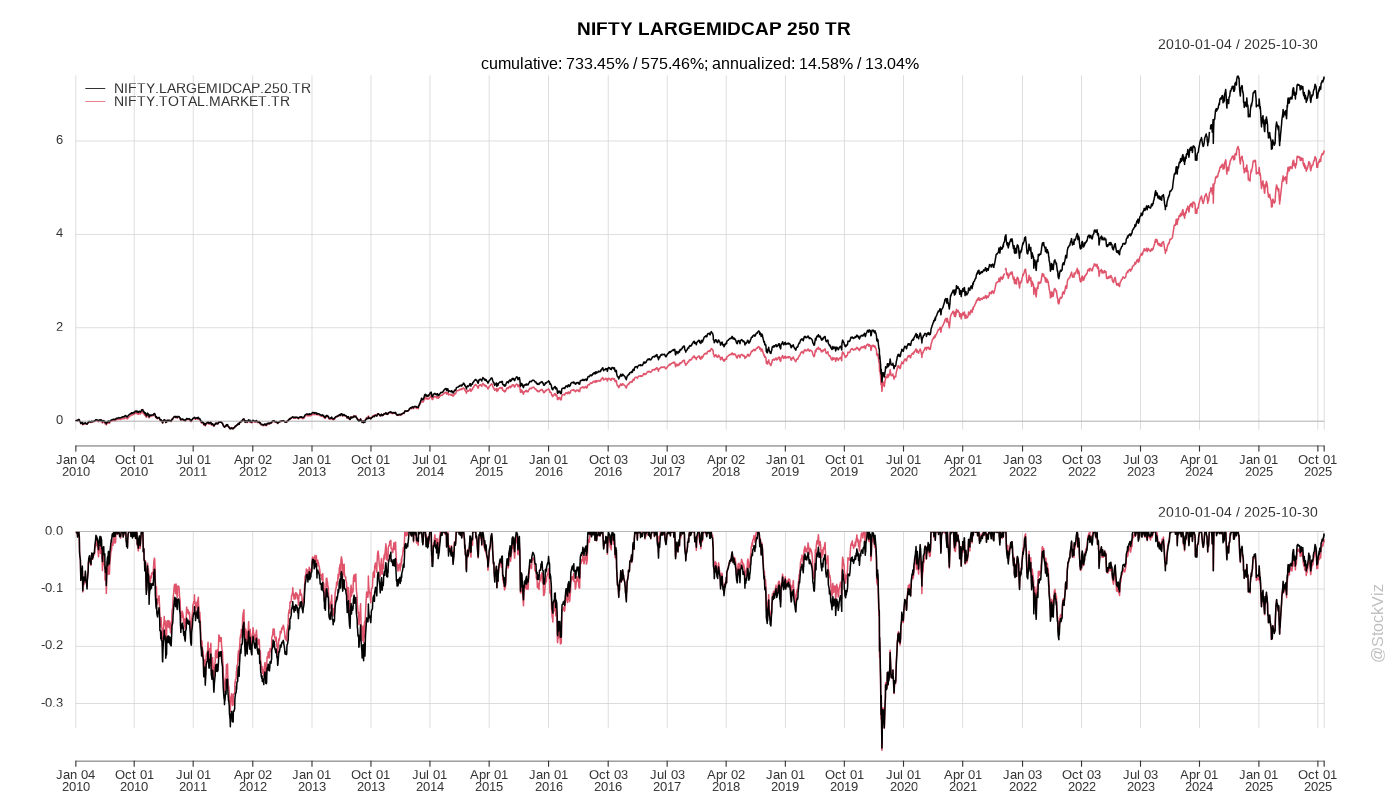 NIFTY LARGEMIDCAP 250 TR
2010-01-04 / 2025-10-30
cumulative: 733.45% / 575.46%; annualized: 14.58% / 13.04%
NIFTY.LARGEMIDCAP.250.TR
NIFTY.TOTAL.MARKET.TR
6
4
2
0
Jan 04 Oct 01 Jul 01 Apr 02 Jan 01 Oct 01 Jul 01 Apr 01 Jan 01 Oct 03 Jul 03 Apr 02 Jan 01 Oct 01 Jul 01 Apr 01 Jan 03 Oct 03 Jul 03 Apr 01 Jan 01 Oct 01
2010 2010 2011 2012 2013 2013 2014 2015 2016 2016 2017 2018 2019 2019 2020 2021 2022 2022 2023 2024 2025 2025
2010-01-04 / 2025-10-30
0.0
-0.1
-0.2
-0.3
Jan 04 Oct 01 Jul 01 Apr 02 Jan 01 Oct 01 Jul 01 Apr 01 Jan 01 Oct 03 Jul 03 Apr 02 Jan 01 Oct 01 Jul 01 Apr 01 Jan 03 Oct 03 Jul 03 Apr 01 Jan 01 Oct 01
2010 2010 2011 2012 2013 2013 2014 2015 2016 2016 2017 2018 2019 2019 2020 2021 2022 2022 2023 2024 2025 2025
@StockViz